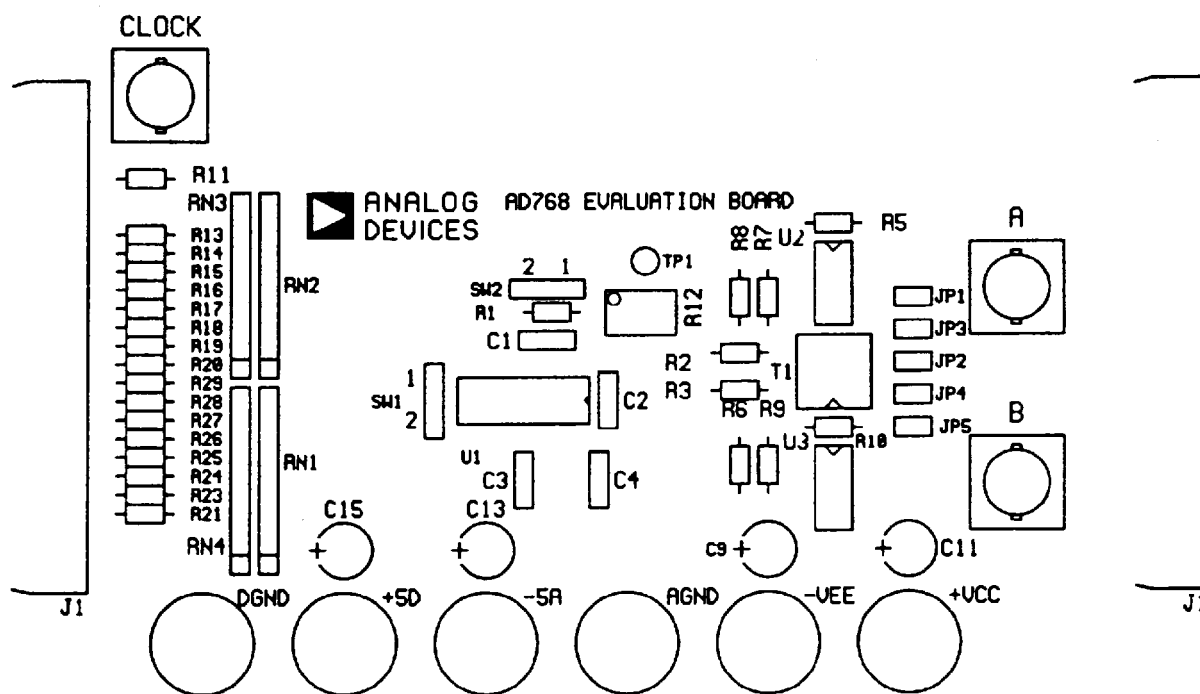 CLOCK
R11
RN3
ANALOG
DEVICES
AD768 EVALUATION BOARD
R13
R14
R15
R16
R17
R18
R19
R20
R29
R28
R27
R26
R25
R24
R23
R21
RN2
RN1
RN4
2 1
SW2
R1
C1
TP1
R12
1
SW1
2
C2
U1
C3
C4
R8
R7
U2
R5
R2
R3
T1
R6 R9
U3
R10
JP1
JP3
JP2
JP4
JP5
A
B
C15
C13
C9
+
+
+
+
C11
J1
DGND
+5D
-5A
AGND
-VEE
+VCC